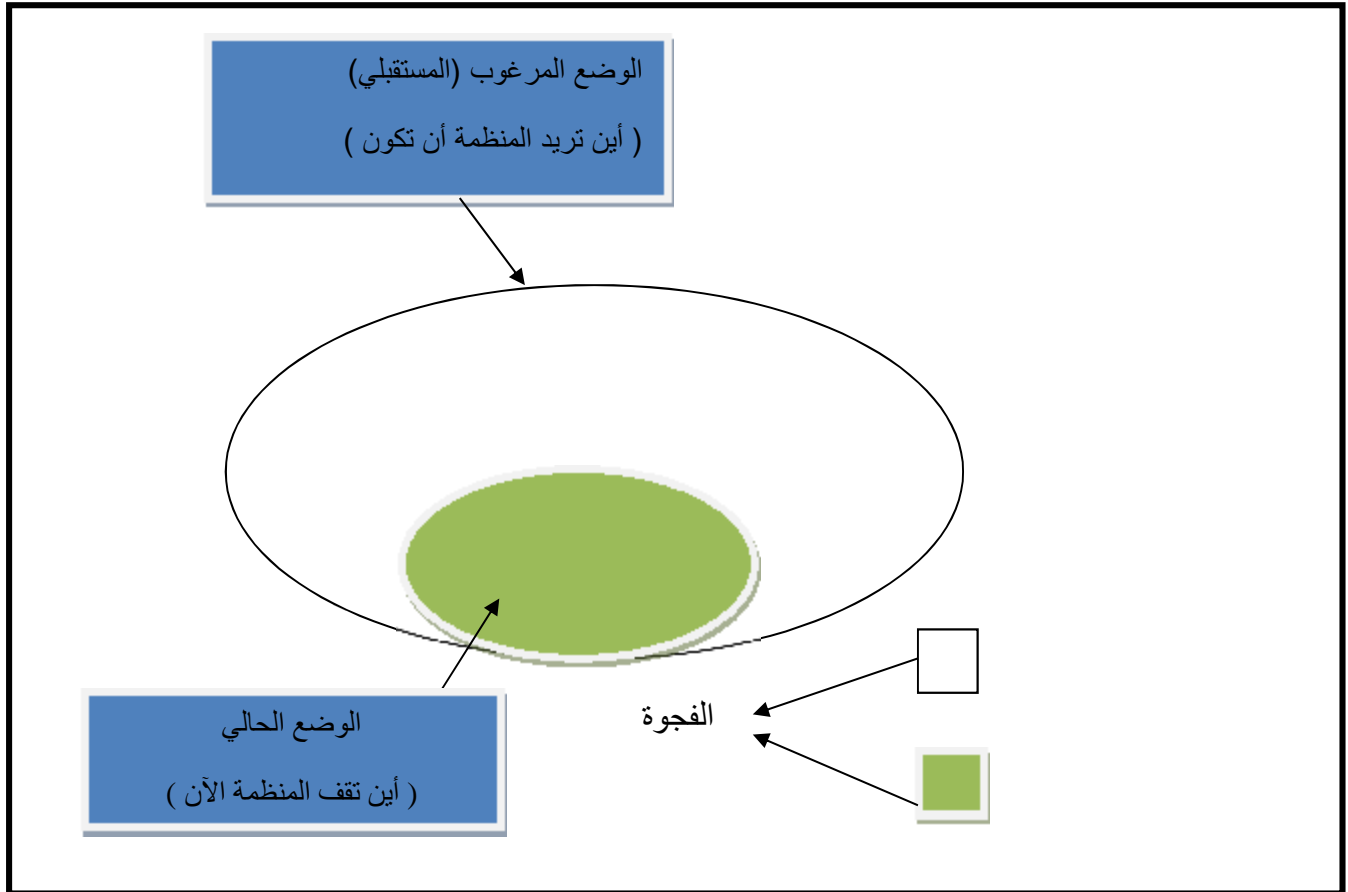 الوضع المرغوب (المستقبلي)
( أين تريد المنظمة أن تكون )
الفجوة
الوضع الحالي
( أين تقف المنظمة الآن )